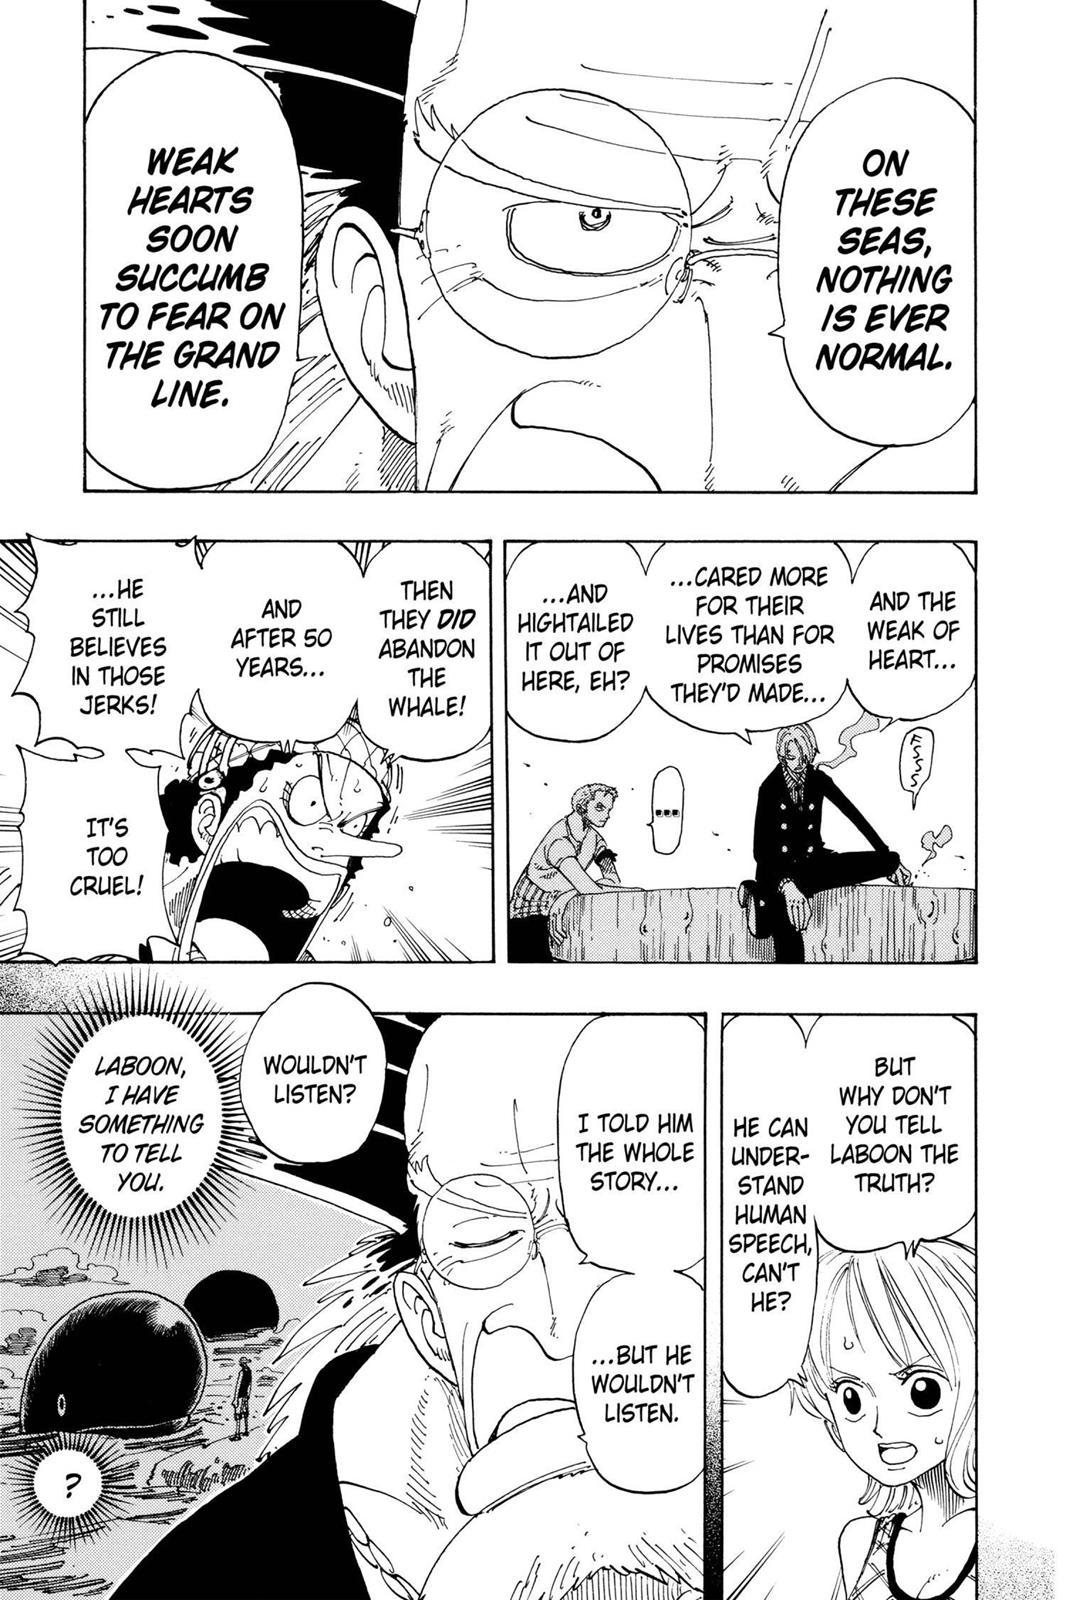 ON
THESE
SEAS,
NOTHING
IS EVER
NORMAL.
WEAK
HEARTS
SOON
SUCCUMB
TO FEAR ON
THE GRAND
LINE.
AND THE
WEAK OF
HEART...
...CARED MORE
FOR THEIR
LIVES THAN FOR
PROMISES
THEY'D MADE...
...AND
HIGHTAILED
IT OUT OF
HERE, EH?
...
THEN
THEY DID
ABANDON
THE
WHALE!
AND
AFTER 50
YEARS...
...HE
STILL
BELIEVES
IN THOSE
JERKS!
IT'S
TOO
CRUEL!
BUT
WHY DON'T
YOU TELL
LABOON THE
TRUTH?
HE CAN
UNDER-
STAND
HUMAN
SPEECH,
CAN'T
HE?
I TOLD HIM
THE WHOLE
STORY...
...BUT HE
WOULDN'T
LISTEN.
WOULDN'T
LISTEN?
LABOON,
I HAVE
SOMETHING
TO TELL
YOU.
?